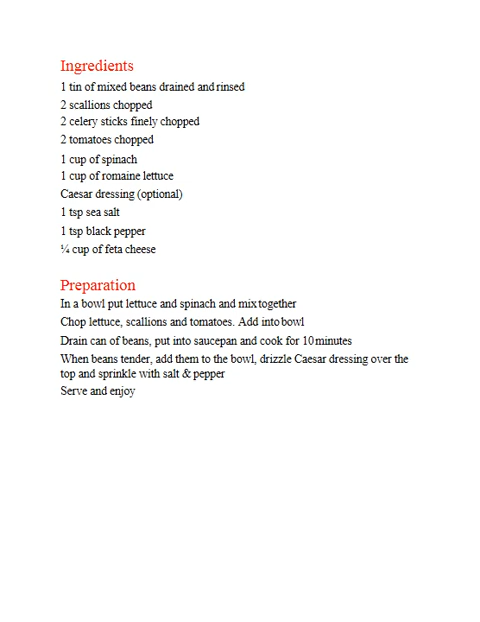 Ingredients
1 tin of mixed beans drained and rinsed
2 scallions chopped
2 celery sticks finely chopped
2 tomatoes chopped
1 cup of spinach
1 cup of romaine lettuce
Caesar dressing (optional)
1 tsp sea salt
1 tsp black pepper
¼ cup of feta cheese
Preparation
In a bowl put lettuce and spinach and mix together
Chop lettuce, scallions and tomatoes. Add into bowl
Drain can of beans, put into saucepan and cook for 10 minutes
When beans tender, add them to the bowl, drizzle Caesar dressing over the
top and sprinkle with salt & pepper
Serve and enjoy